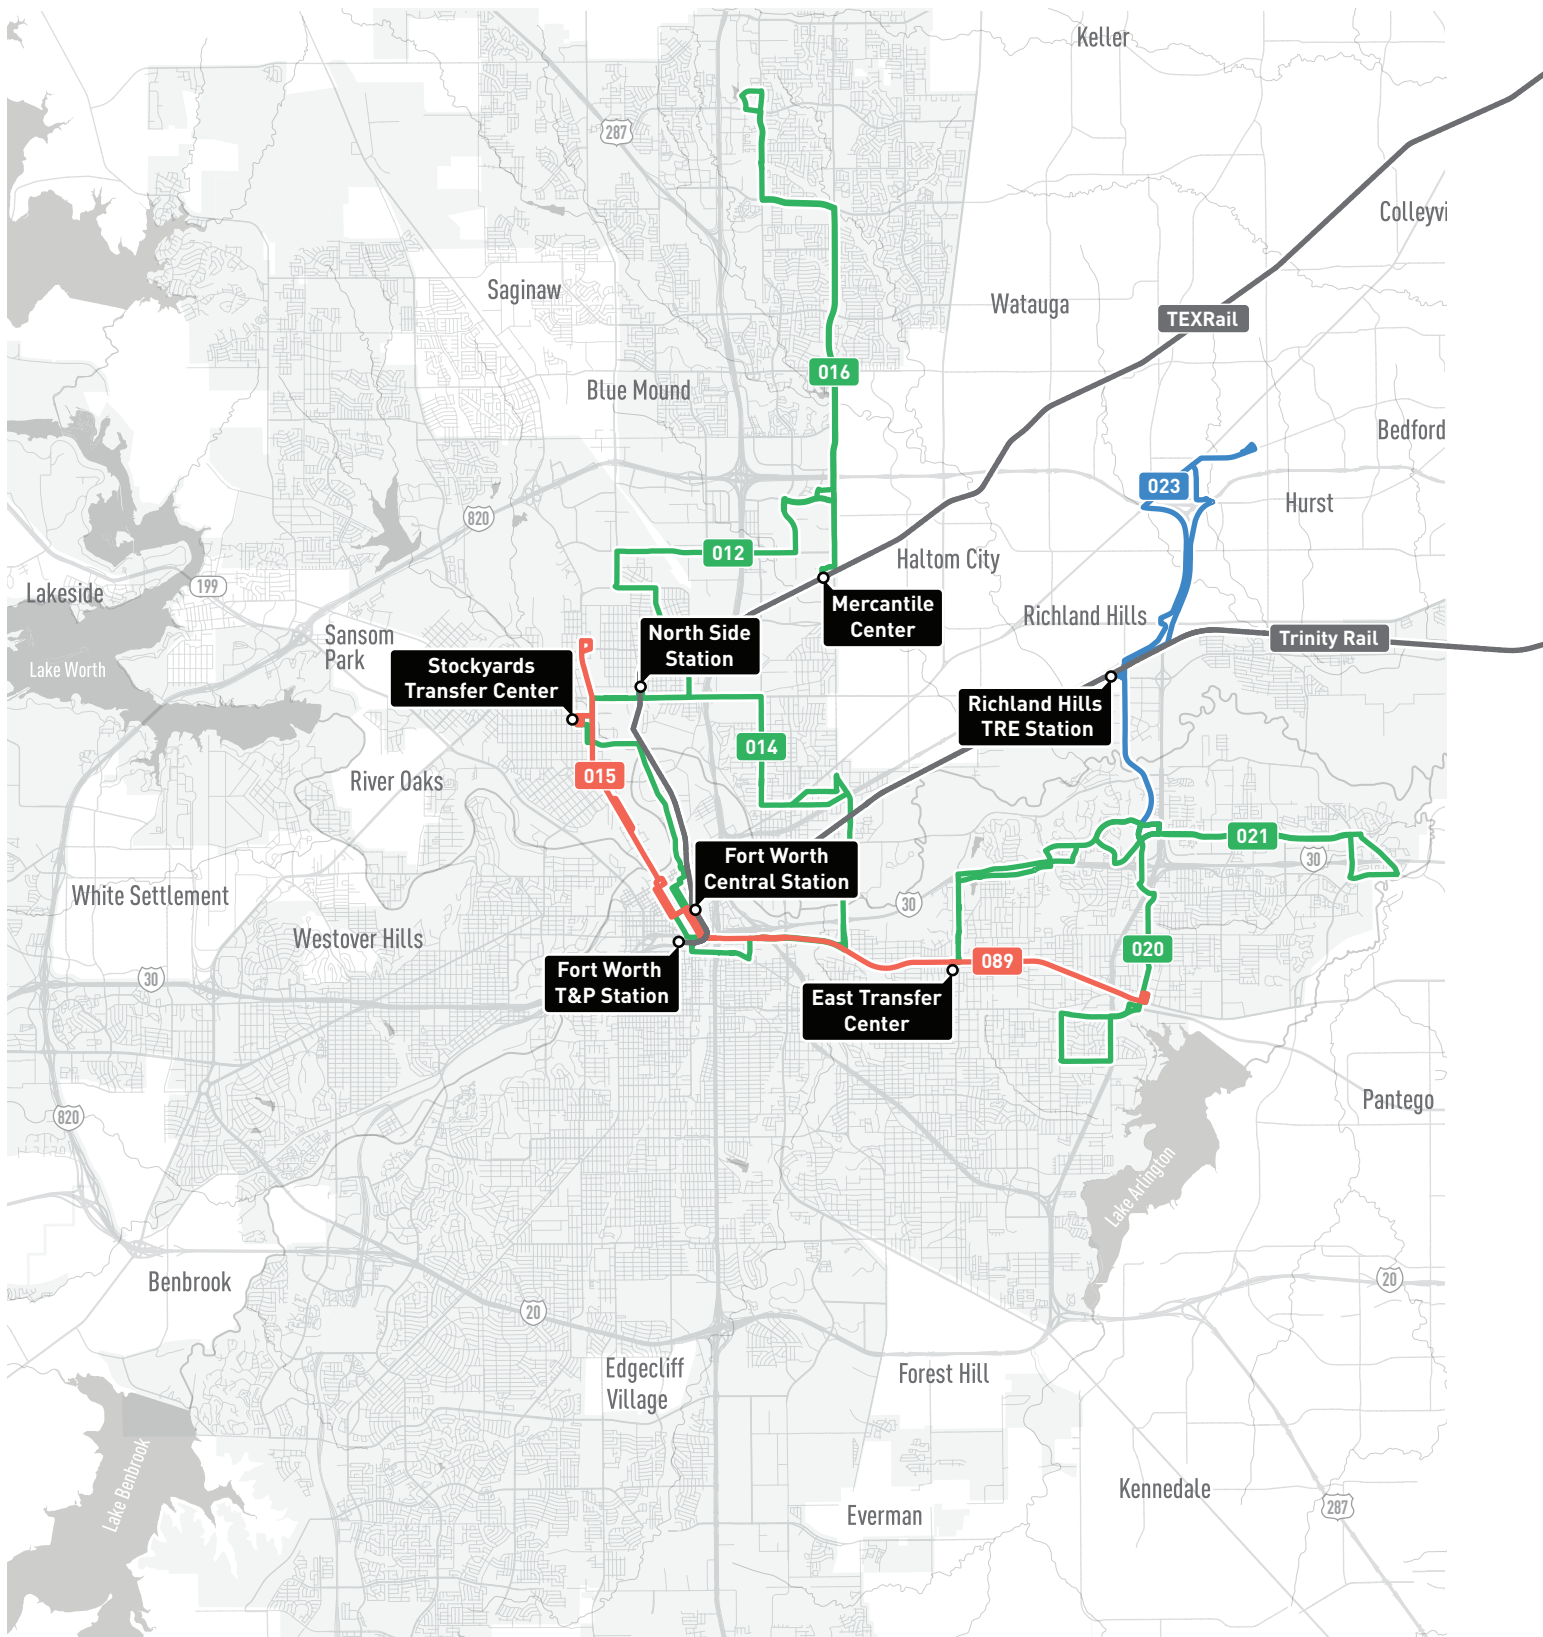 Keller
287
Colleyvi
Saginaw
Watauga
TEXRail
016
Blue Mound
Bedford
023
Hurst
820
012
Haltom City
199
Lakeside
Mercantile
Center
Richland Hills
Sansom
Park
North Side
Station
Trinity Rail
Stockyards
Transfer Center
Lake Worth
Richland Hills
TRE Station
014
015
River Oaks
021
30
Fort Worth
Central Station
White Settlement
30
Westover Hills
020
089
30
Fort Worth
T&P Station
East Transfer
Center
Pantego
820
Lake Arlington
Benbrook
20
20
Edgecliff
Village
Forest Hill
Lake Benbrook
Kennedale
287
Everman